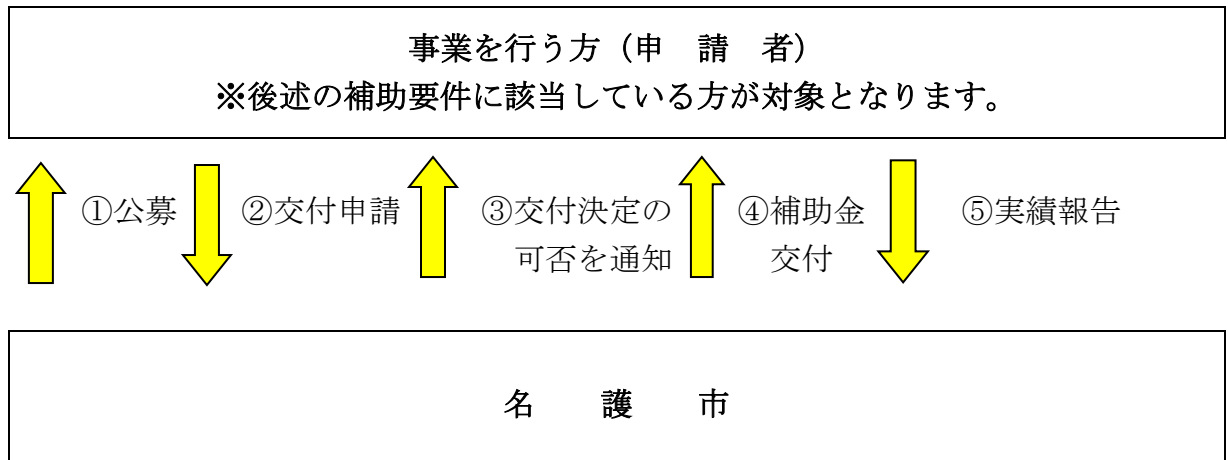 事業を行う方（申　請　者）
※後述の補助要件に該当している方が対象となります。
①公募
②交付申請
③交付決定の
可否を通知
④補助金
交付
⑤実績報告
名　護　市